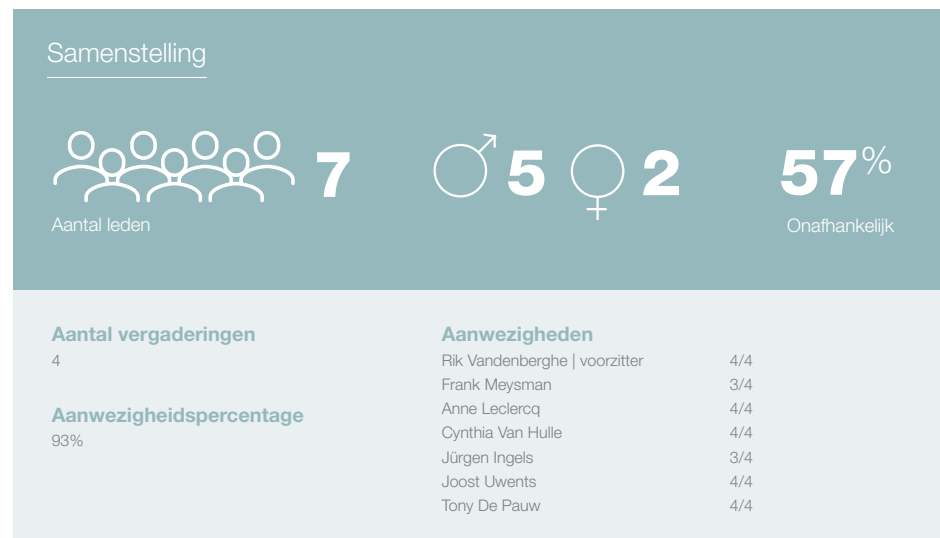 Samenstelling
7
5
2
57%
Aantal leden
Onafhankelijk
Aantal vergaderingen
4
Aanwezigheidspercentage
93%
Aanwezigheden
Rik Vandenberghe | voorzitter 4/4
Frank Meysman 3/4
Anne Leclercq 4/4
Cynthia Van Hulle 4/4
Jürgen Ingels 3/4
Joost Uwents 4/4
Tony De Pauw 4/4